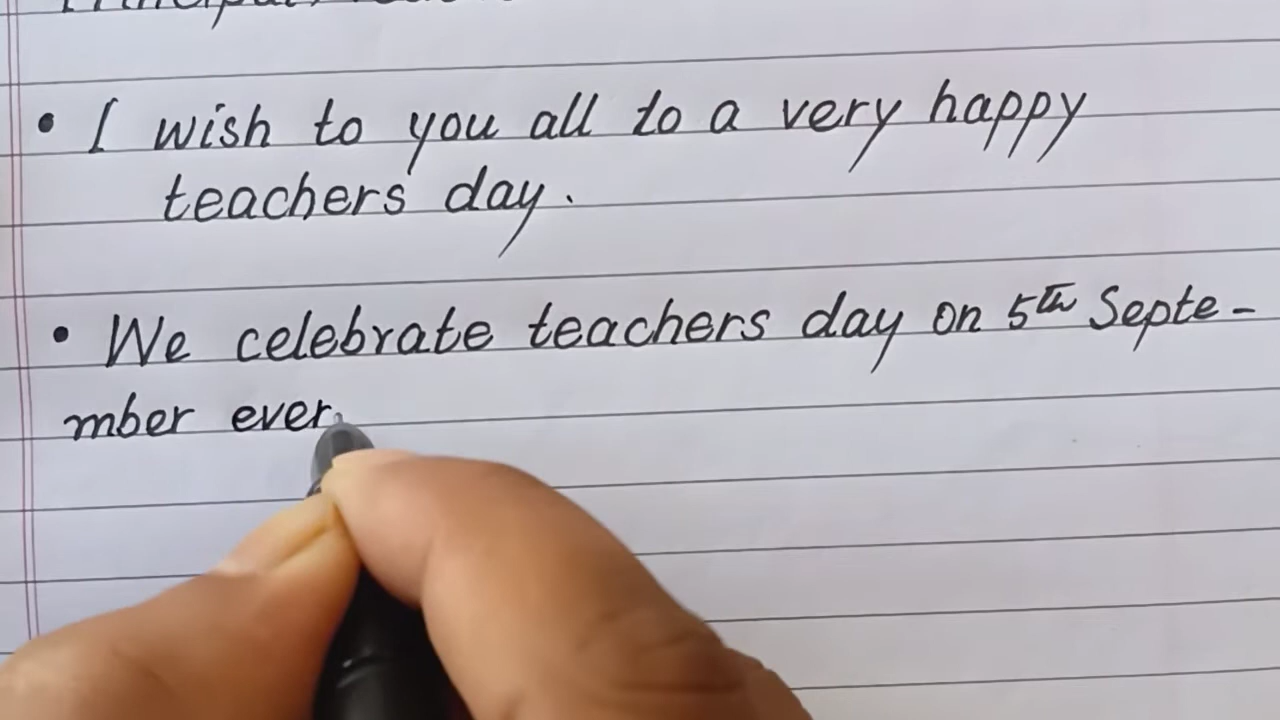 • I wish to you all to a very happy
teachers day.
• We celebrate teachers day on 5th Septe-
mber ever